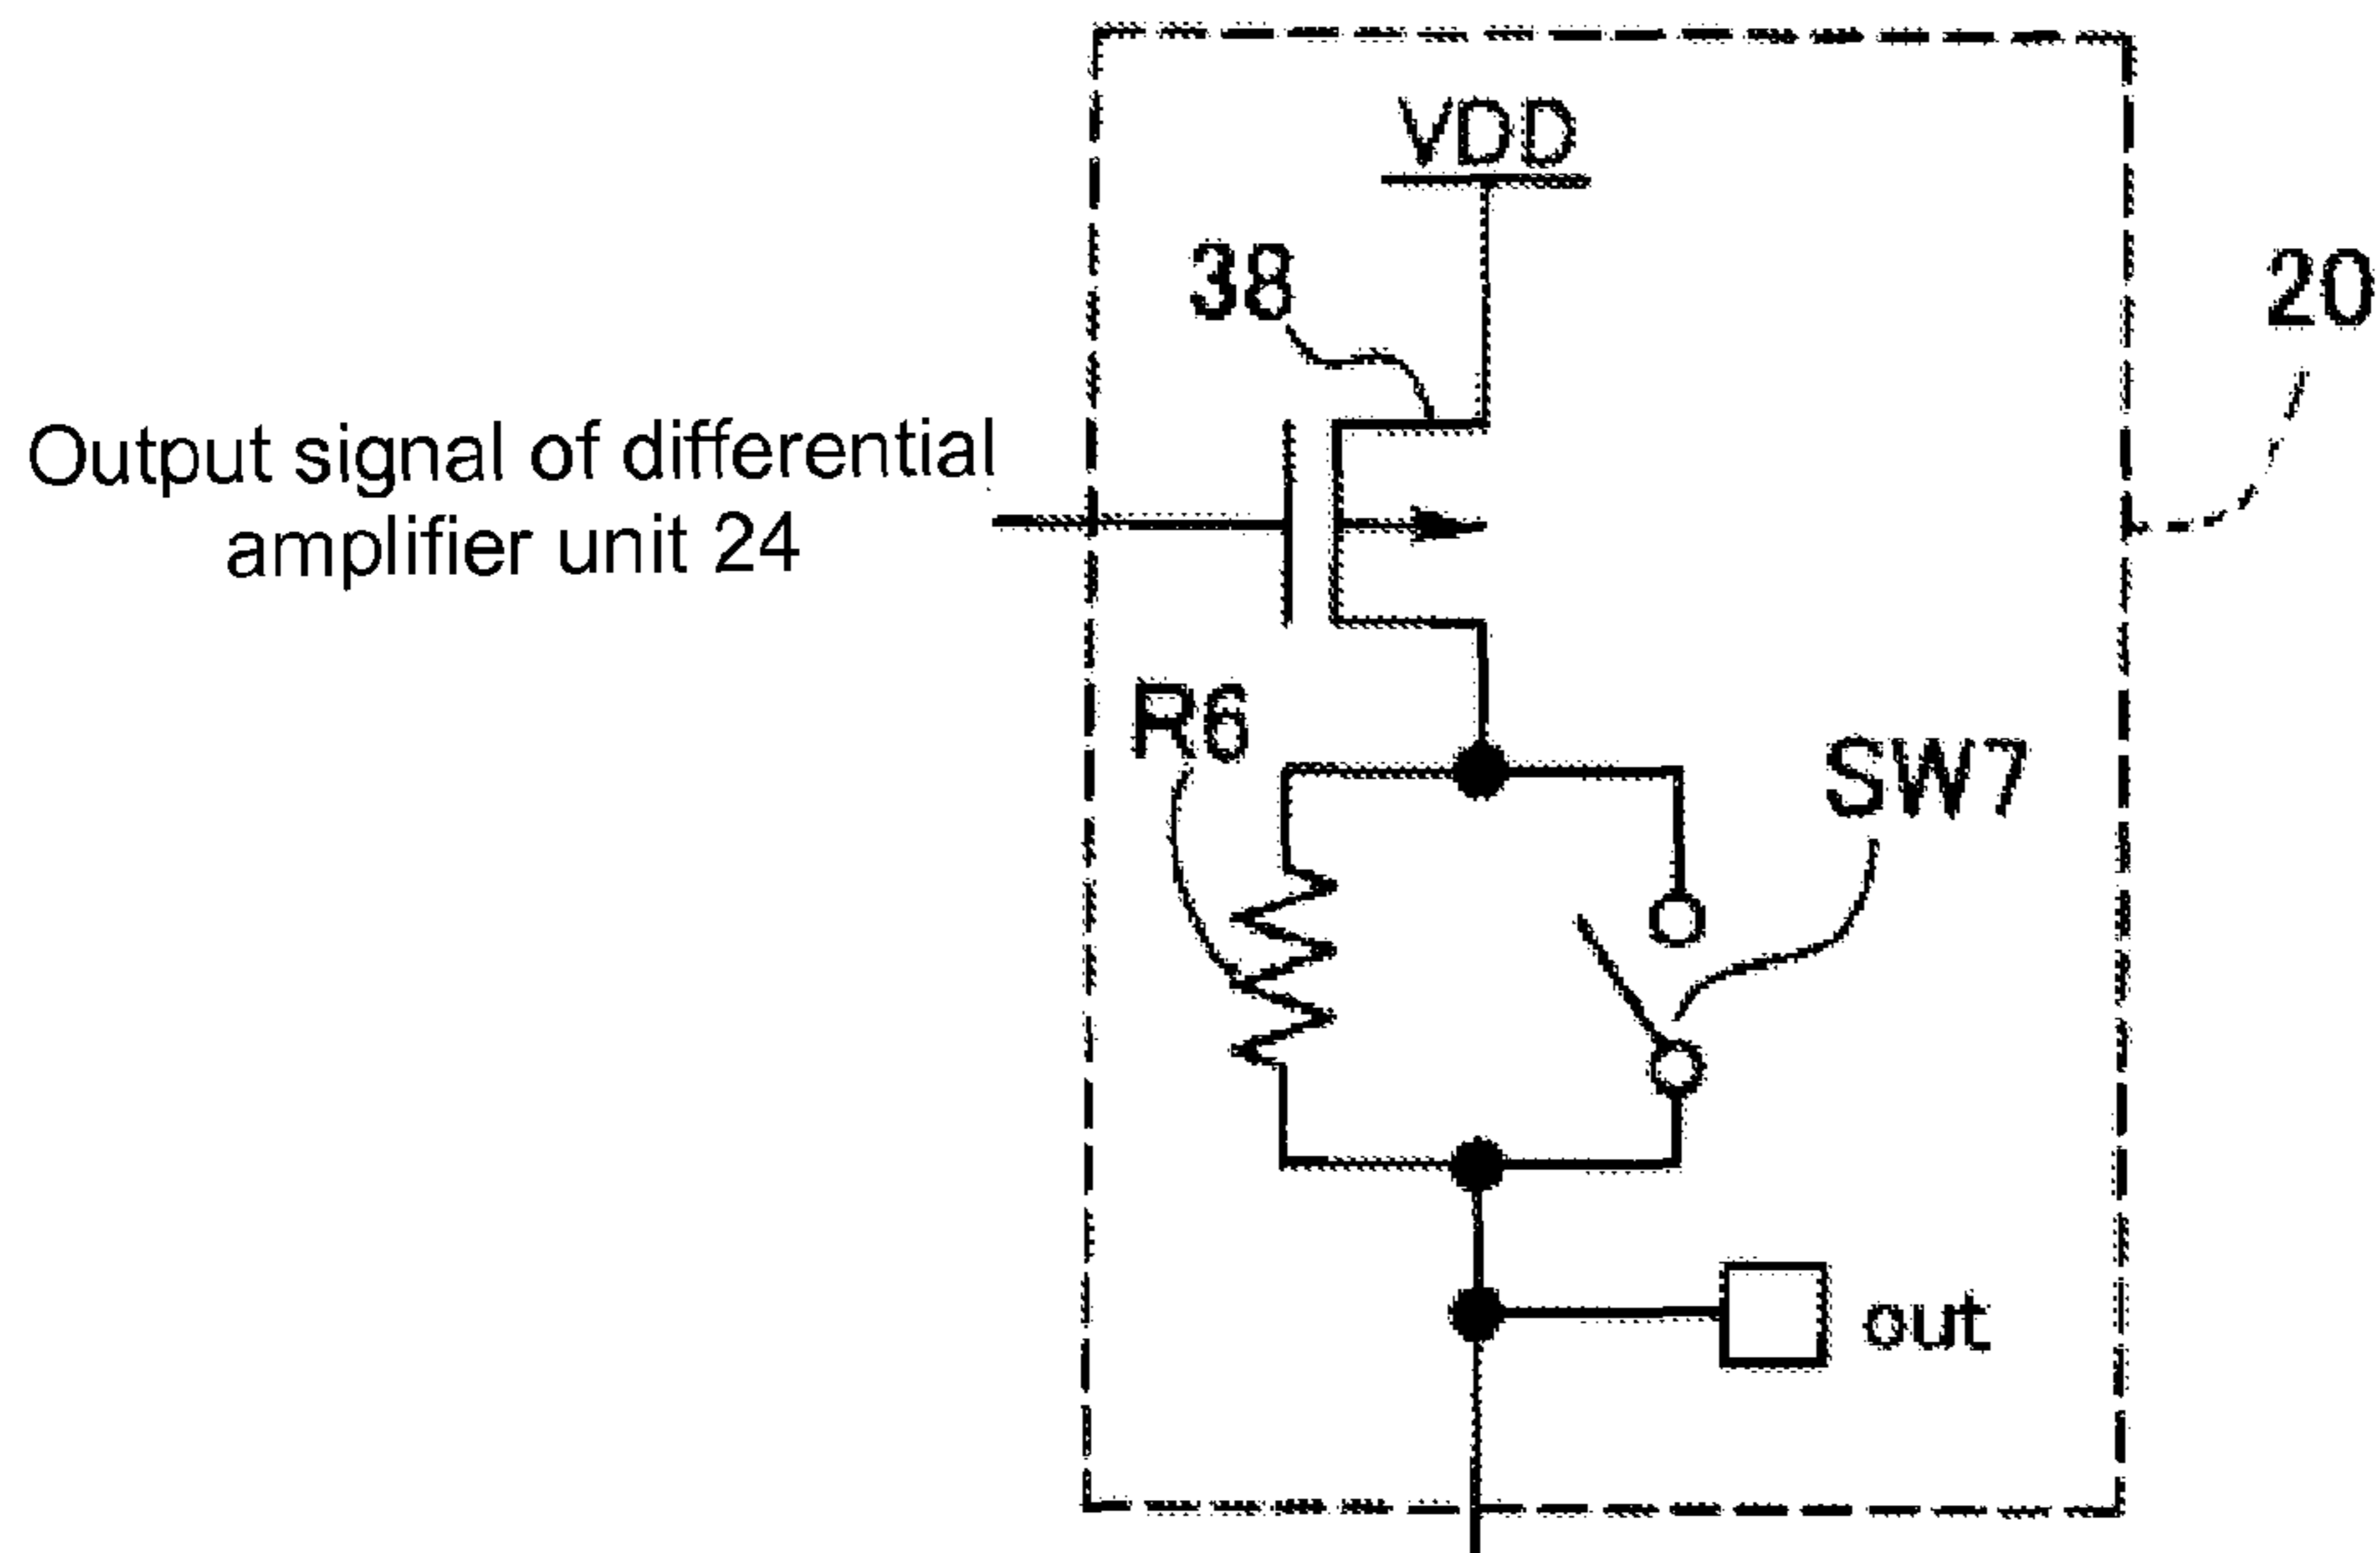 VDD
38
20
Output signal of differential
amplifier unit 24
R6
SW7
out